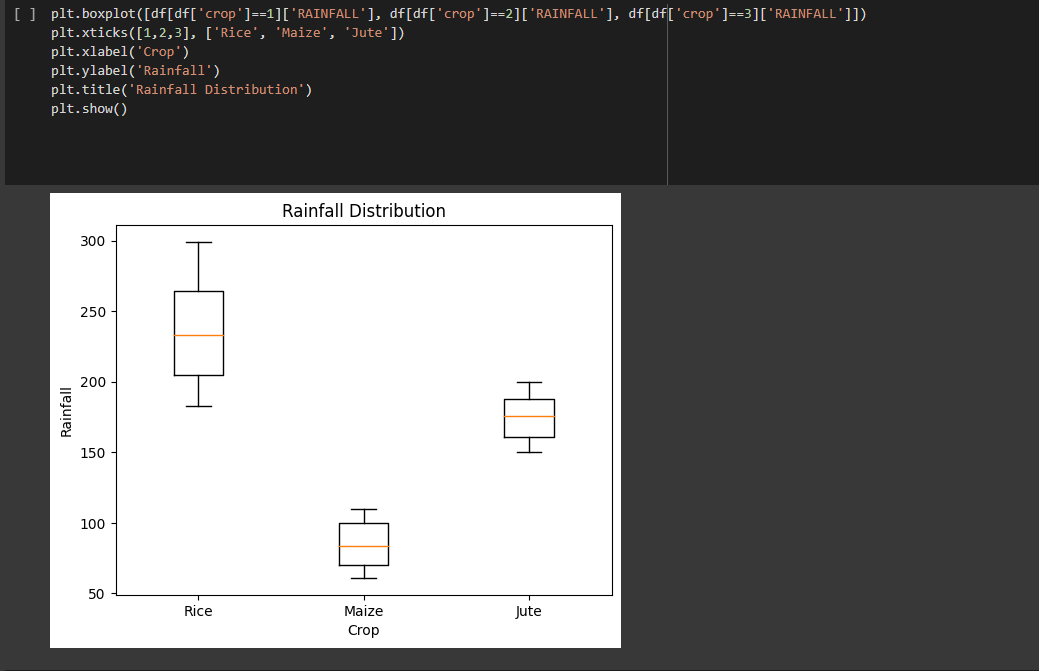 [ ] plt.boxplot([df[df['crop']==1]['RAINFALL'], df[df['crop']==2]['RAINFALL'], df[df['crop']==3]['RAINFALL']])
plt.xticks([1,2,3], ['Rice', 'Maize', 'Jute'])
plt.xlabel('Crop')
plt.ylabel('Rainfall')
plt.title('Rainfall Distribution')
plt.show()
Rainfall Distribution
300
250
200
150
100
50
Rainfall
Rice Maize Jute
Crop